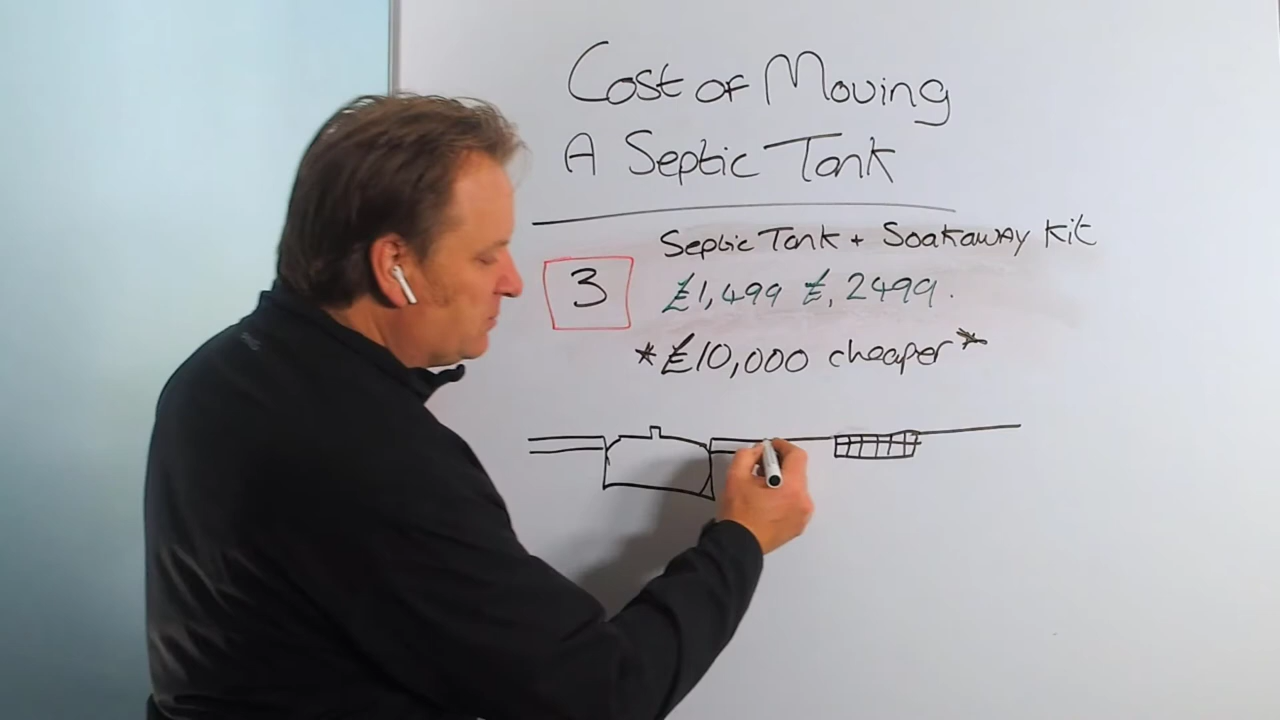 Cost of Moving
A Septic Tank
Septic Tank + Soakaway Kit
3
£1,499 £, 2499.
*£10,000 cheaper*